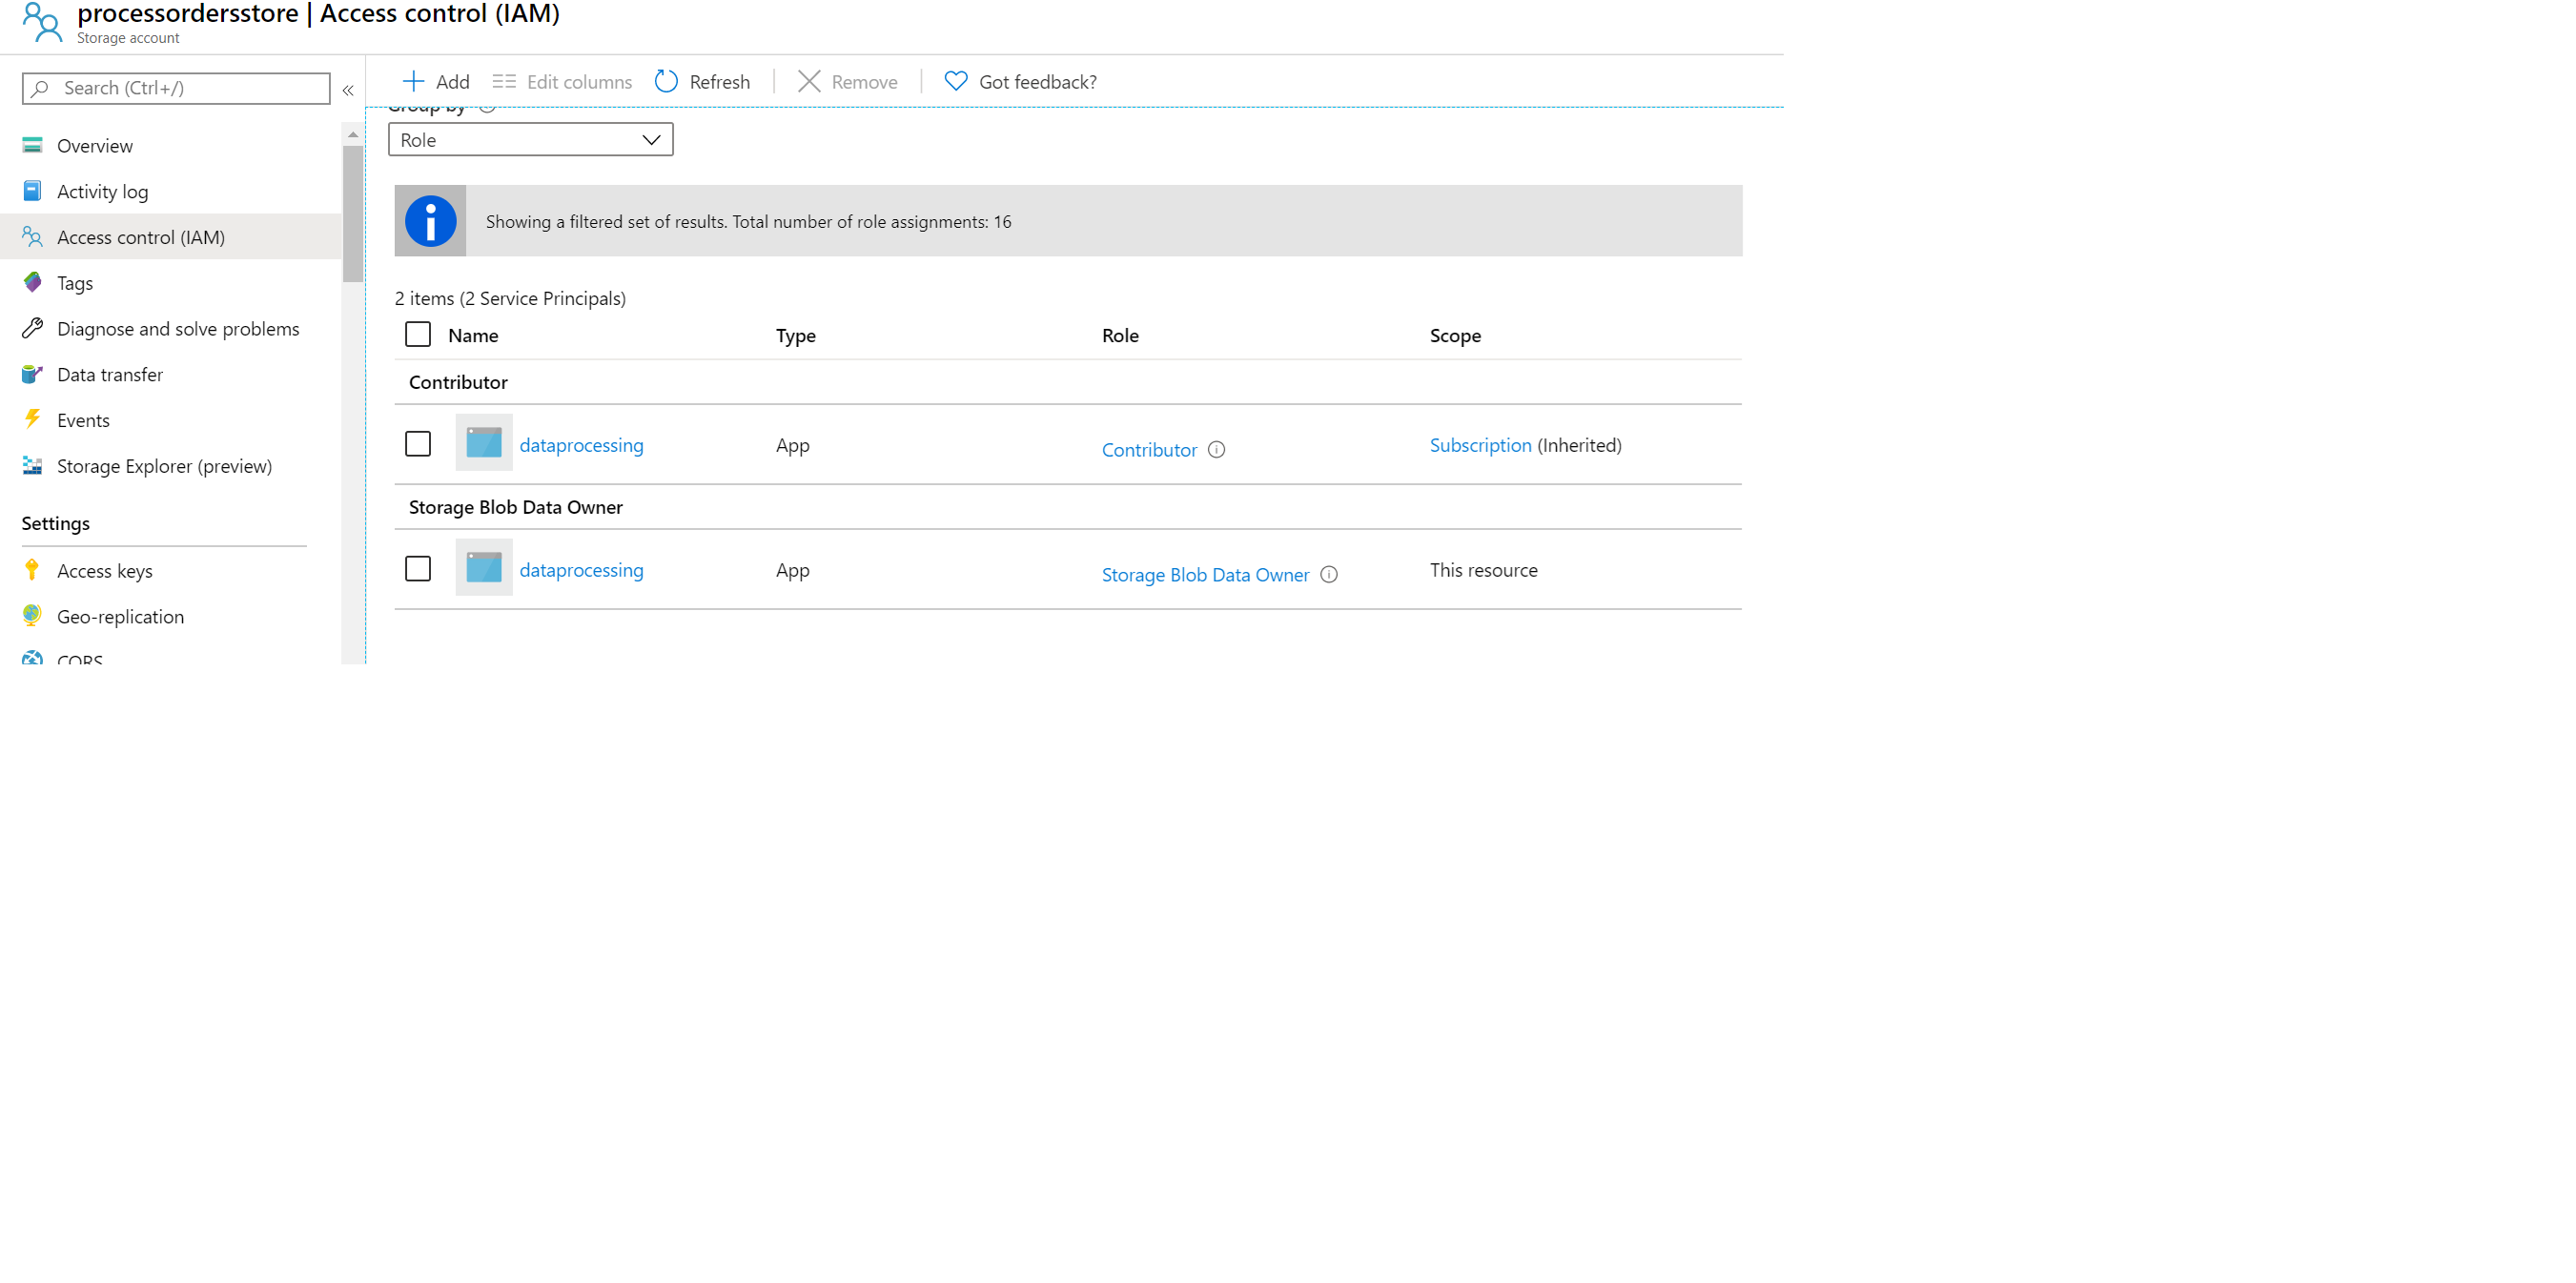 processordersstore | Access control (IAM)
Storage account
Search (Ctrl+/)
«
Overview
Activity log
Access control (IAM)
Tags
Diagnose and solve problems
Data transfer
Events
Storage Explorer (preview)
Settings
Access keys
Geo-replication
CORS
Add Edit columns Refresh Remove Got feedback?
Group by
Role
Showing a filtered set of results. Total number of role assignments: 16
2 items (2 Service Principals)
Name Type Role Scope
Contributor
dataprocessing App Contributor Subscription (Inherited)
Storage Blob Data Owner
dataprocessing App Storage Blob Data Owner This resource